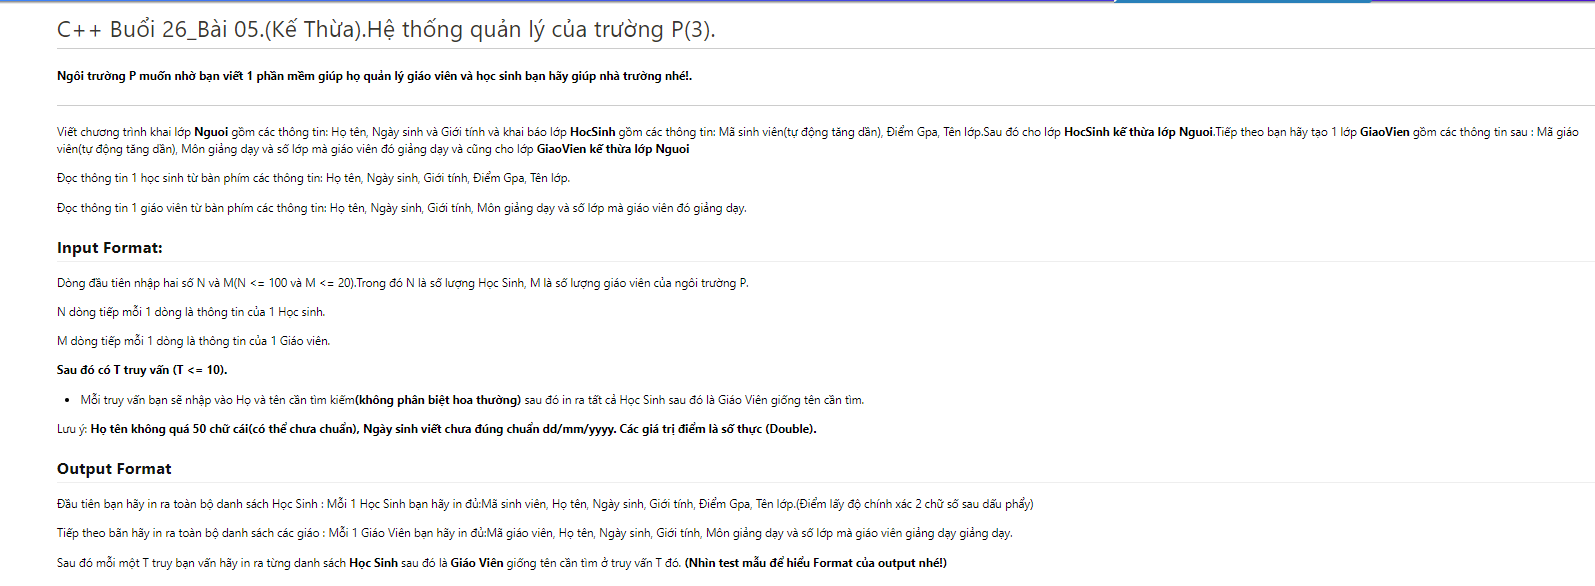 C++ Buổi 26_Bài 05.(Kế Thừa).Hệ thống quản lý của trường P(3).
Ngôi trường P muốn nhờ bạn viết 1 phần mềm giúp họ quản lý giáo viên và học sinh bạn hãy giúp nhà trường nhé!.
Viết chương trình khai lớp Nguoi gồm các thông tin: Họ tên, Ngày sinh và Giới tính và khai báo lớp HocSinh gồm các thông tin: Mã sinh viên(tự động tăng dần), Điểm Gpa, Tên lớp.Sau đó cho lớp HocSinh kế thừa lớp Nguoi.Tiếp theo bạn hãy tạo 1 lớp GiaoVien gồm các thông tin sau : Mã giáo
viên(tự động tăng dần), Môn giảng dạy và số lớp mà giáo viên đó giảng dạy và cũng cho lớp GiaoVien kế thừa lớp Nguoi
Đọc thông tin 1 học sinh từ bàn phím các thông tin: Họ tên, Ngày sinh, Giới tính, Điểm Gpa, Tên lớp.
Đọc thông tin 1 giáo viên từ bàn phím các thông tin: Họ tên, Ngày sinh, Giới tính, Môn giảng dạy và số lớp mà giáo viên đó giảng dạy.
Input Format:
Dòng đầu tiên nhập hai số N và M(N <= 100 và M <= 20).Trong đó N là số lượng Học Sinh, M là số lượng giáo viên của ngôi trường P.
N dòng tiếp mỗi 1 dòng là thông tin của 1 Học sinh.
M dòng tiếp mỗi 1 dòng là thông tin của 1 Giáo viên.
Sau đó có T truy vấn (T <= 10).
• Mỗi truy vấn bạn sẽ nhập vào Họ và tên cần tìm kiếm(không phân biệt hoa thường) sau đó in ra tất cả Học Sinh sau đó là Giáo Viên giống tên cần tìm.
Lưu ý: Họ tên không quá 50 chữ cái(có thể chưa chuẩn), Ngày sinh viết chưa đúng chuẩn dd/mm/yyyy. Các giá trị điểm là số thực (Double).
Output Format
Đầu tiên bạn hãy in ra toàn bộ danh sách Học Sinh : Mỗi 1 Học Sinh bạn hãy in đủ:Mã sinh viên, Họ tên, Ngày sinh, Giới tính, Điểm Gpa, Tên lớp.(Điểm lấy độ chính xác 2 chữ số sau dấu phẩy)
Tiếp theo bãn hãy in ra toàn bộ danh sách các giáo : Mỗi 1 Giáo Viên bạn hãy in đủ:Mã giáo viên, Họ tên, Ngày sinh, Giới tính, Môn giảng dạy và số lớp mà giáo viên giảng dạy giảng dạy.
Sau đó mỗi một T truy bạn vấn hãy in ra từng danh sách Học Sinh sau đó là Giáo Viên giống tên cần tìm ở truy vấn T đó. (Nhìn test mẫu để hiểu Format của output nhé!)